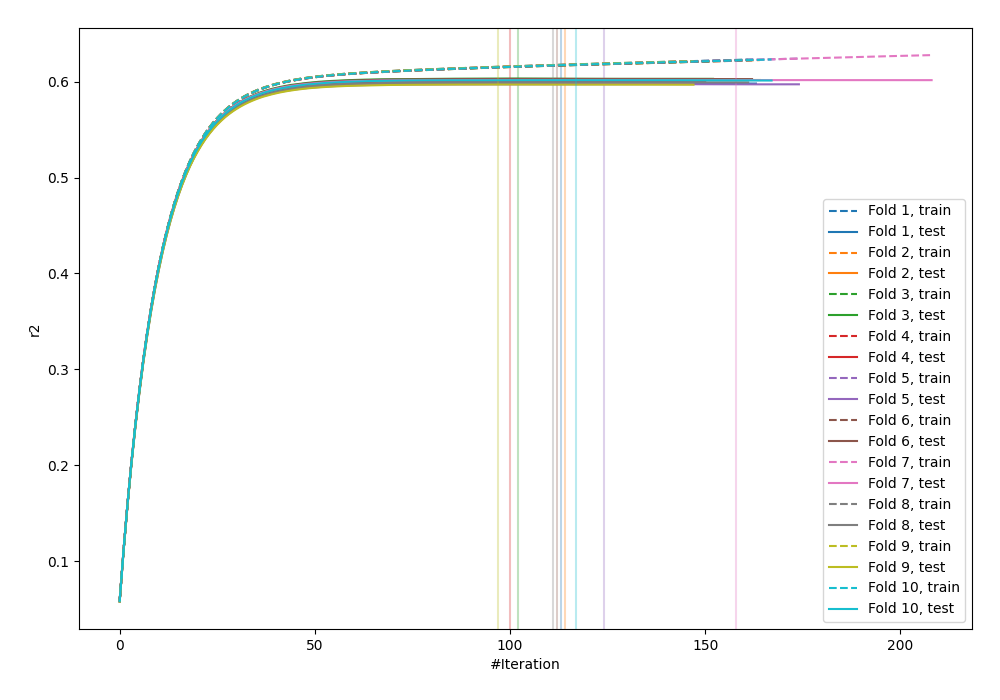 0.6
0.5
0.4
0.3
0.2
0.1
r2
0
50
100
150
200
#Iteration
Fold 1, train
Fold 1, test
Fold 2, train
Fold 2, test
Fold 3, train
Fold 3, test
Fold 4, train
Fold 4, test
Fold 5, train
Fold 5, test
Fold 6, train
Fold 6, test
Fold 7, train
Fold 7, test
Fold 8, train
Fold 8, test
Fold 9, train
Fold 9, test
Fold 10, train
Fold 10, test